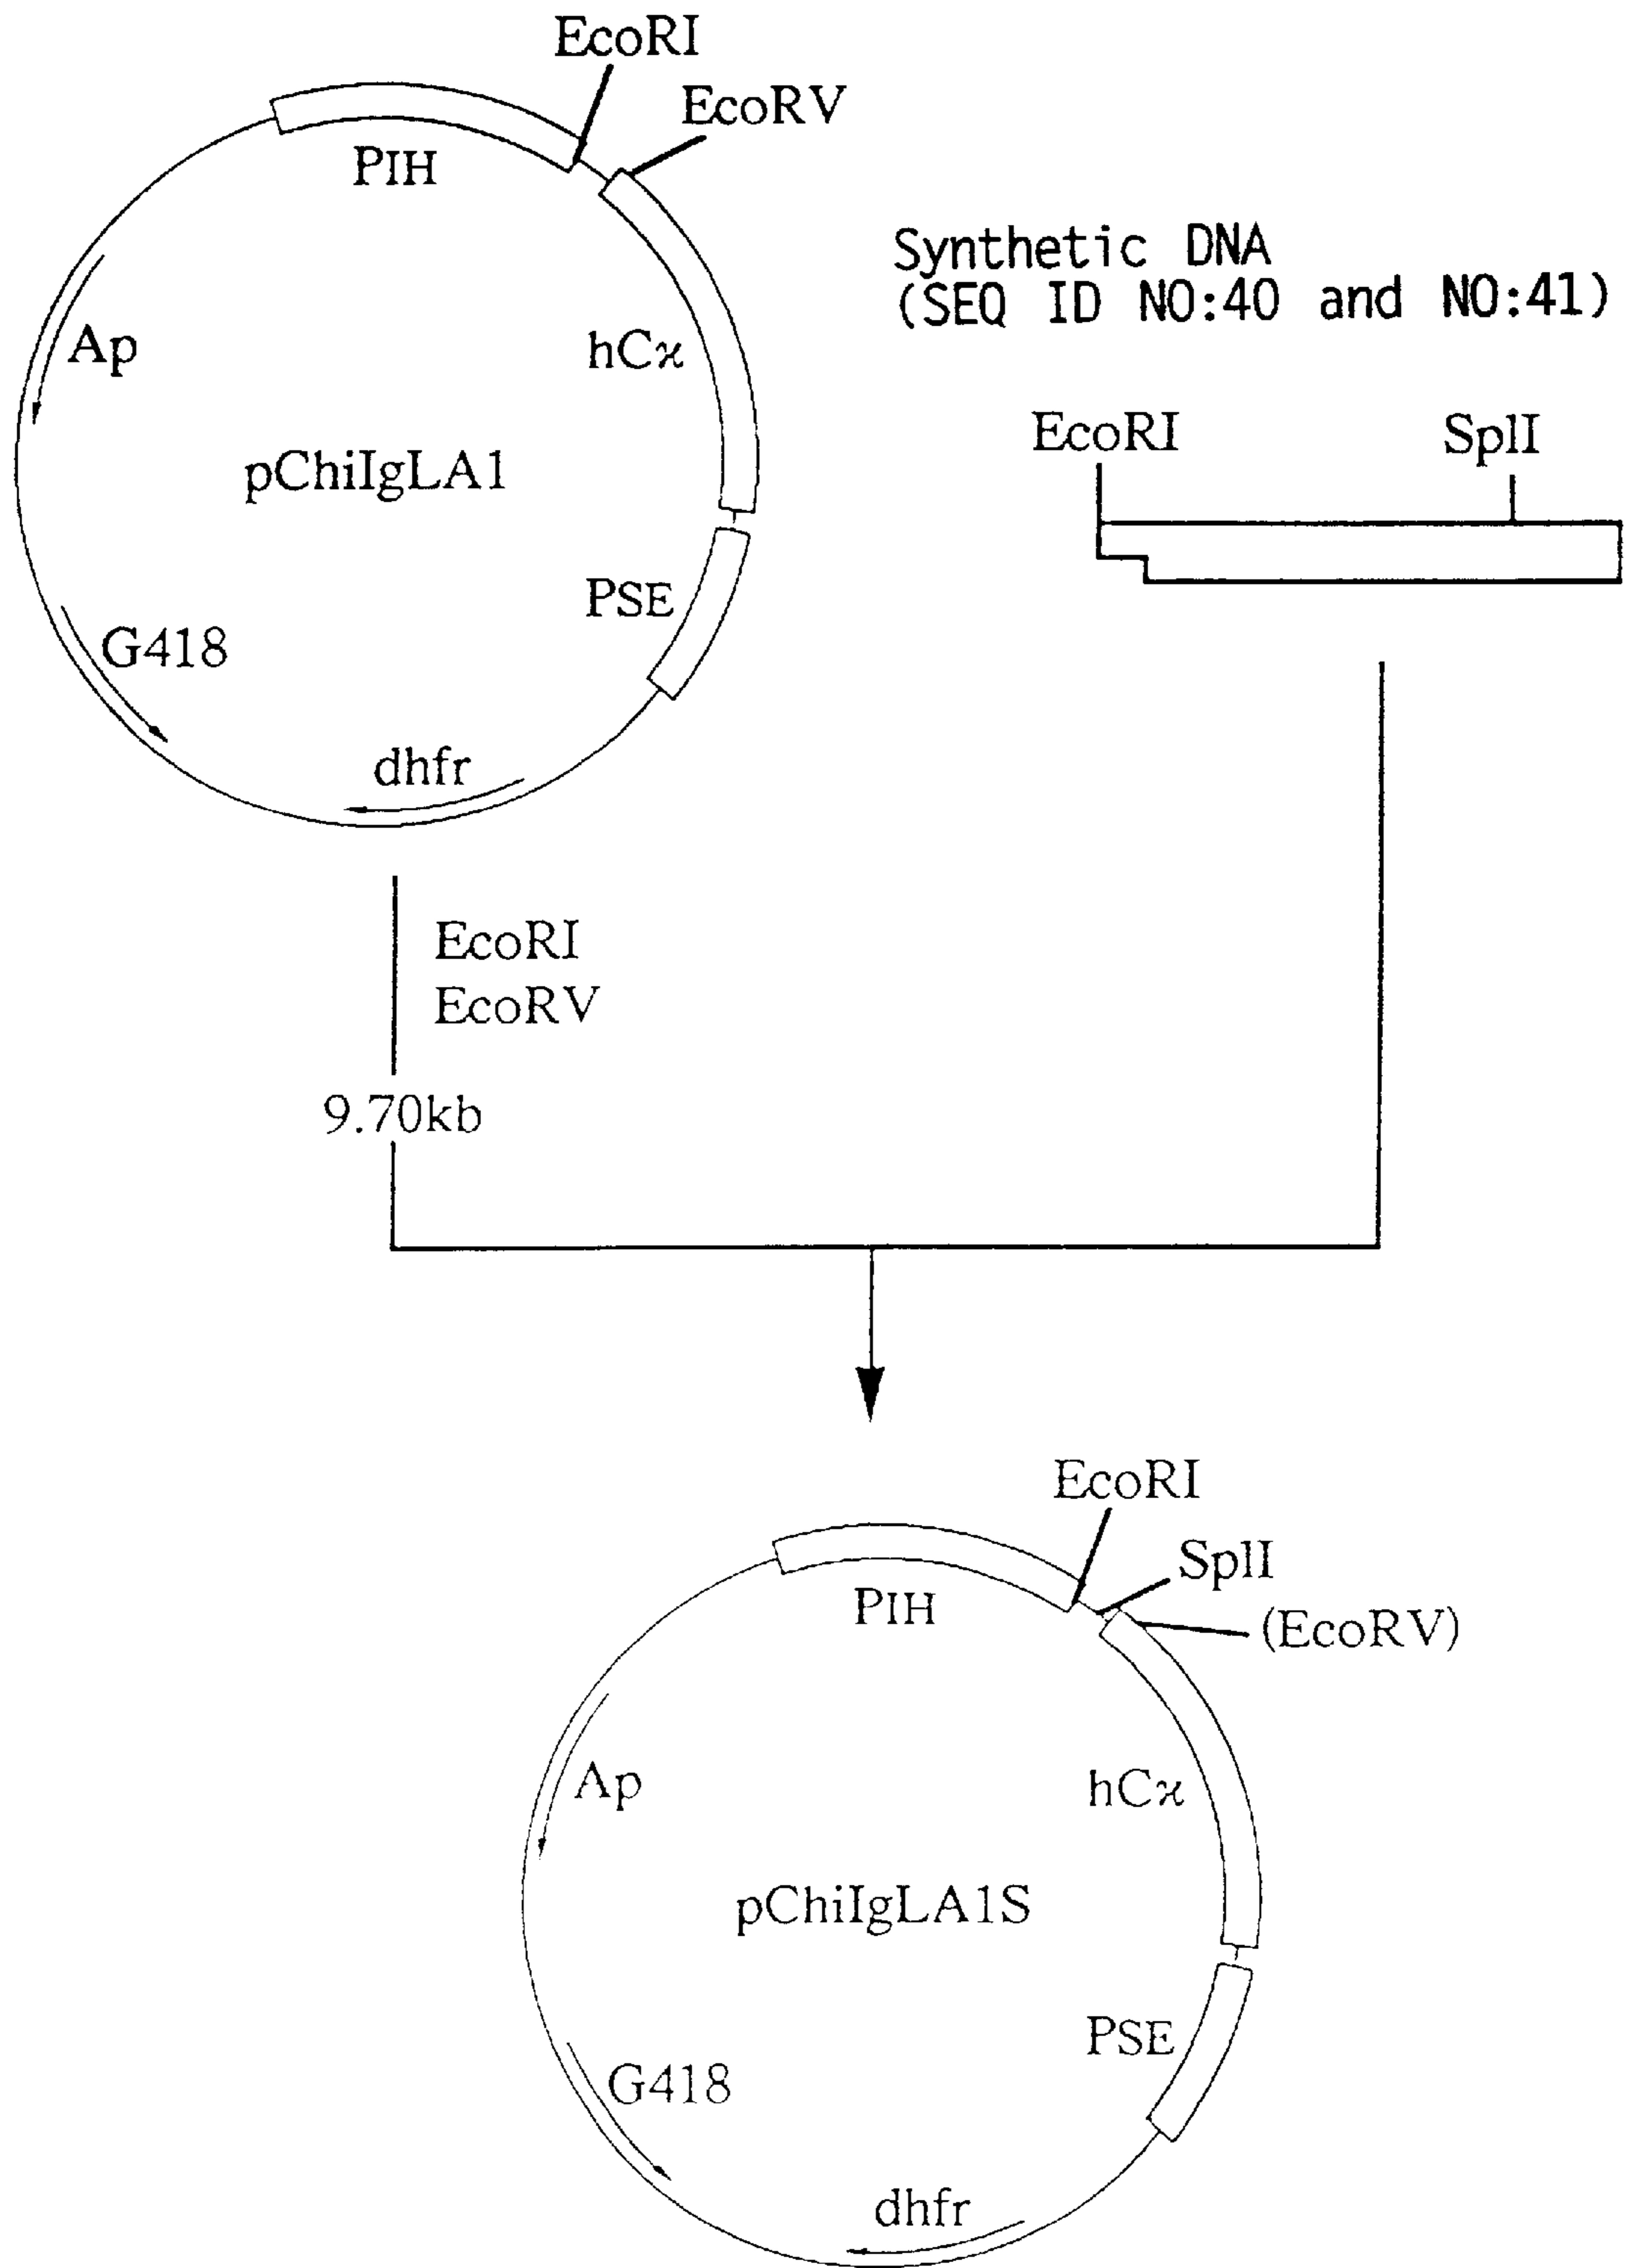 EcoRI
EcoRV
PIH
Synthetic DNA
(SEQ ID NO:40 and NO:41)
Ap
hCϰ
EcoRI
SplI
pChiIgLA1
PSE
G418
dhfr
EcoRI
EcoRV
9.70kb
EcoRI
SplI
PIH
(EcoRV)
Ap
hCϰ
pChiIgLA1S
PSE
G418
dhfr